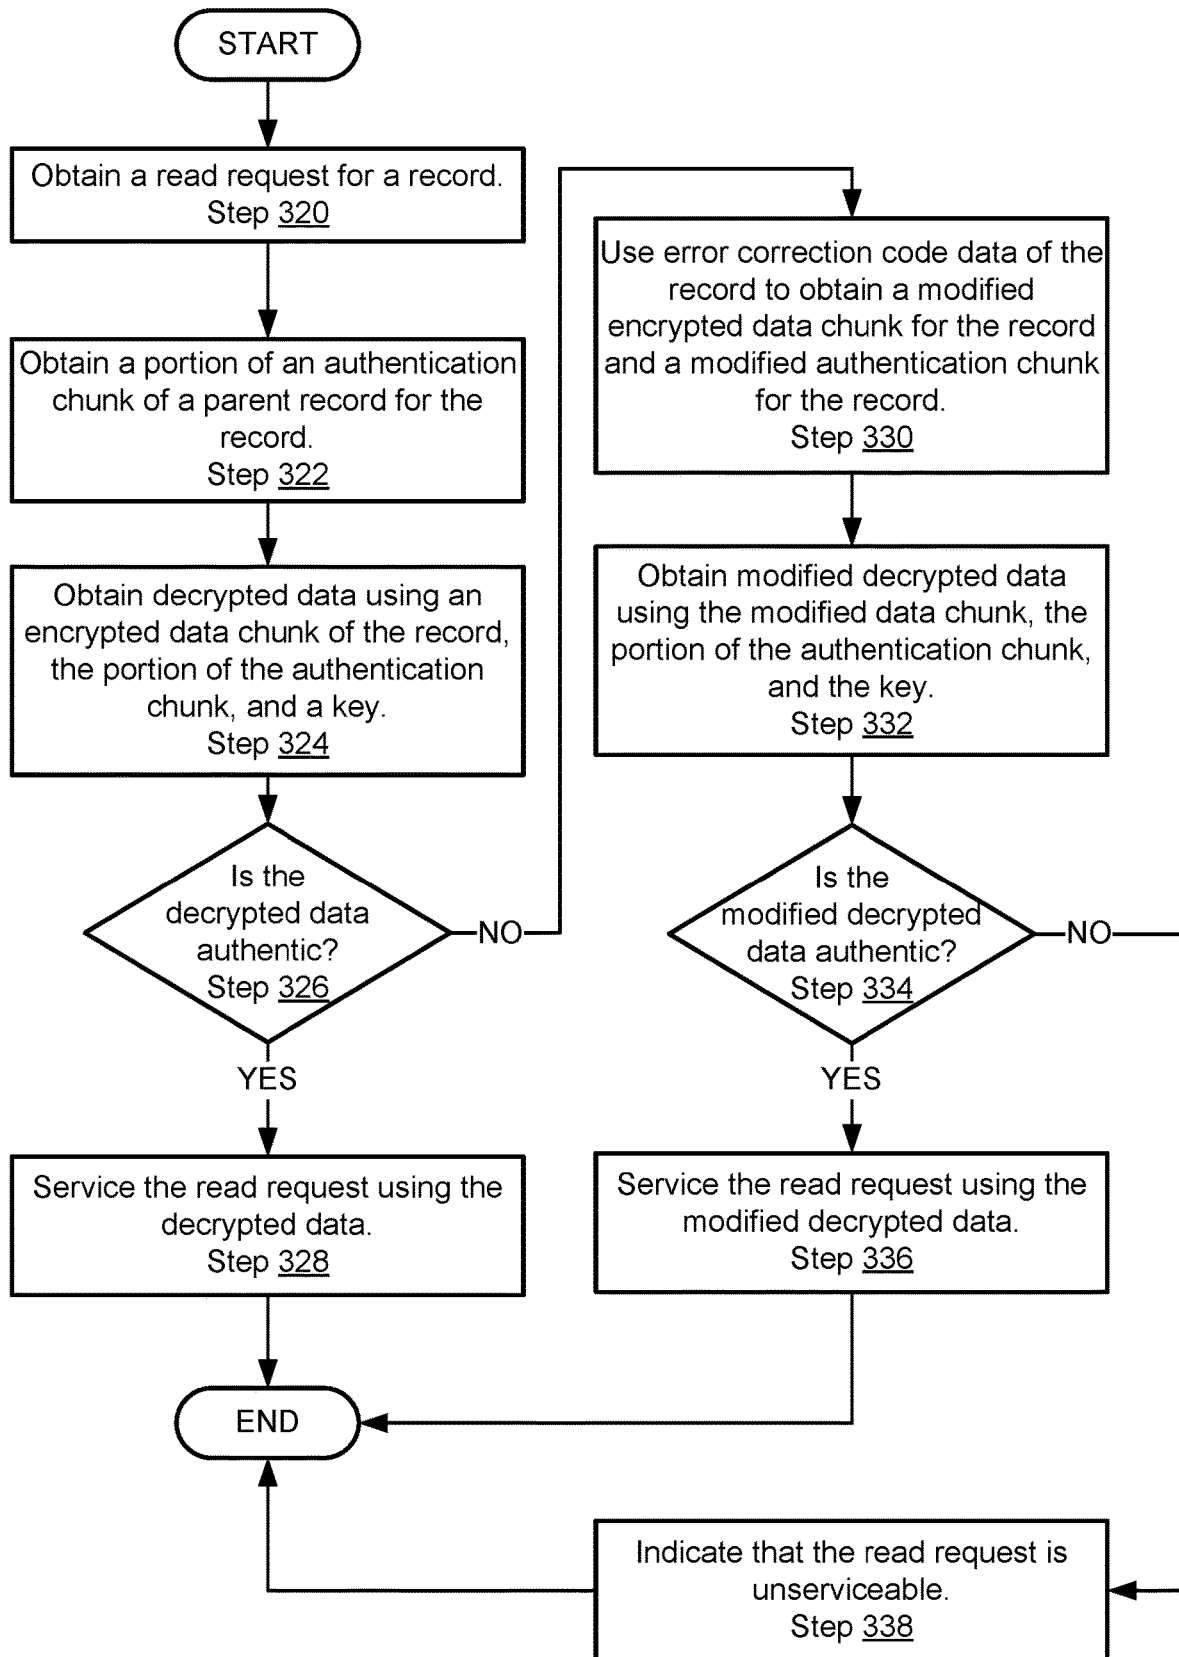 START
Obtain a read request for a record.
Step 320
Obtain a portion of an authentication
chunk of a parent record for the
record.
Step 322
Obtain decrypted data using an
encrypted data chunk of the record,
the portion of the authentication
chunk, and a key.
Step 324
Is the
decrypted data
authentic?
Step 326
NO
YES
Service the read request using the
decrypted data.
Step 328
END
Use error correction code data of the
record to obtain a modified
encrypted data chunk for the record
and a modified authentication chunk
for the record.
Step 330
Obtain modified decrypted data
using the modified data chunk, the
portion of the authentication chunk,
and the key.
Step 332
Is the
modified decrypted
data authentic?
Step 334
NO
YES
Service the read request using the
modified decrypted data.
Step 336
Indicate that the read request is
unserviceable.
Step 338